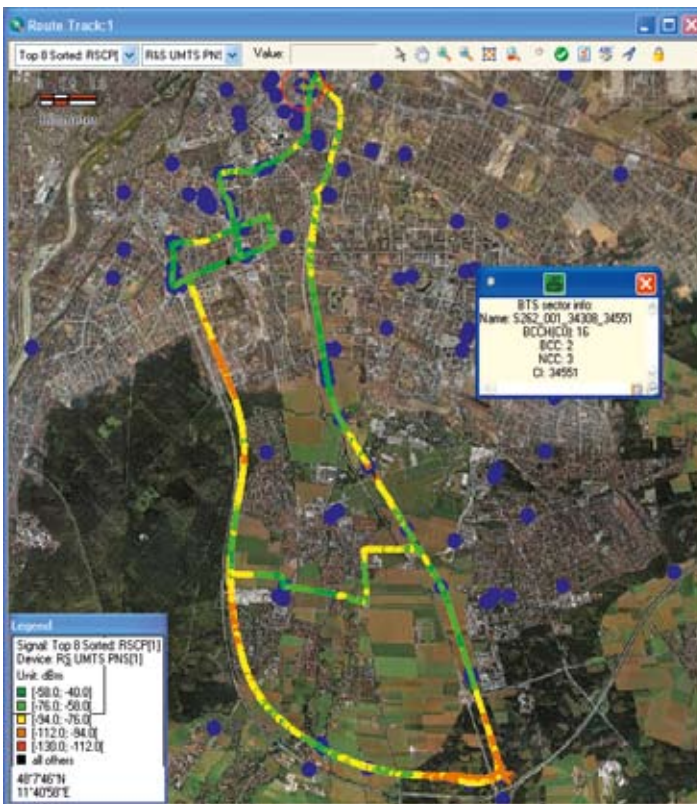 Route Track:1
Top 8 Sorted: RSCP[
R&S UMTS PNS
Value:
BTS sector info:
Name: S262_001_34308_34551
BCCH(C0): 16
BCC: 2
NCC: 3
CI: 34551
Legend
Signal: Top 8 Sorted: RSCP[1]
Device: RS UMTS PNS[1]
Unit: dBm
[-58.0; -40.0[
[-76.0; -58.0[
[-94.0; -76.0[
[-112.0; -94.0[
[-130.0; -112.0[
all others
48°7'46"N
11°40'58"E